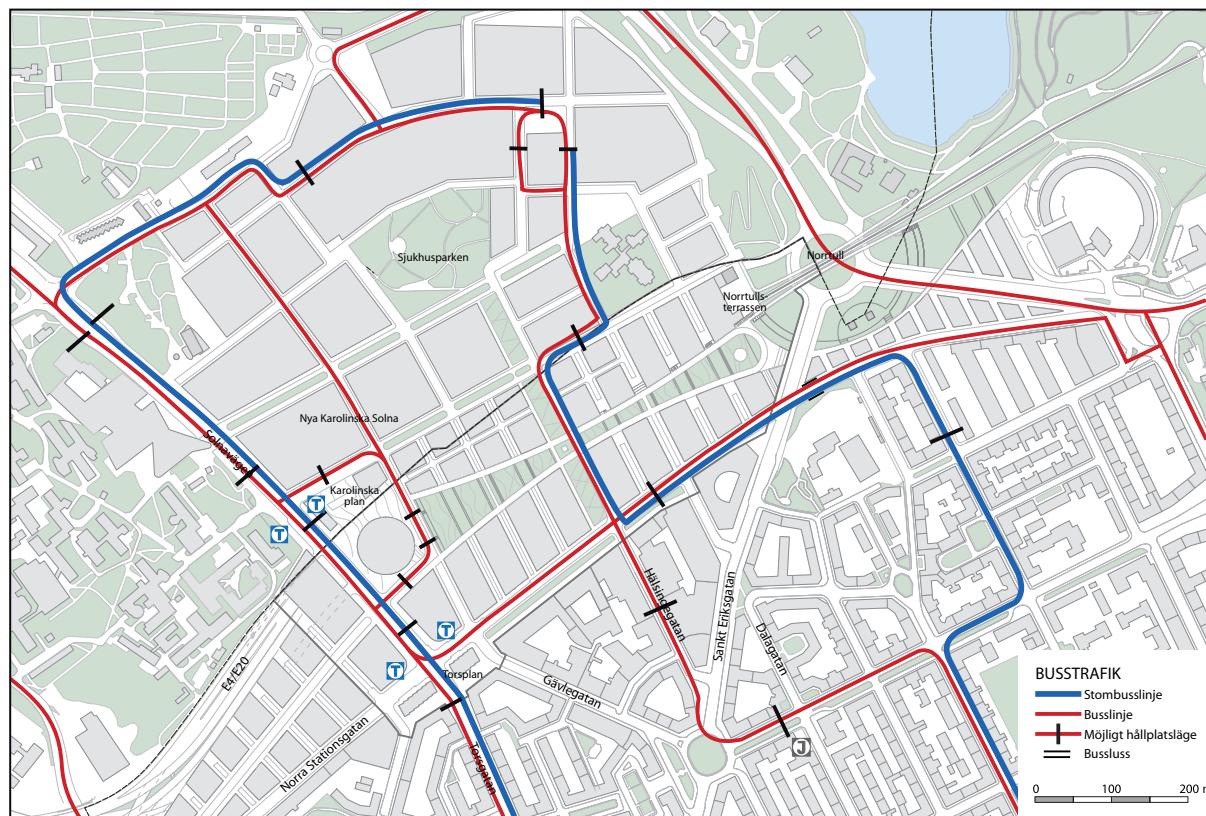 Sjukhusparken
Norrtull
Norrtulls-
terrassen
Nya Karolinska Solna
Solnavägen
Karolinska
plan
T
T
T
T
Hälsingegatan
Sankt Eriksgatan
Dalagatan
E4/E20
Torsplan
Gävlegatan
Norra Stationsgatan
Torsgatan
J
BUSSTRAFIK
Stombusslinje
Busslinje
Möjligt hållplatsläge
Bussluss
0 100 200 m